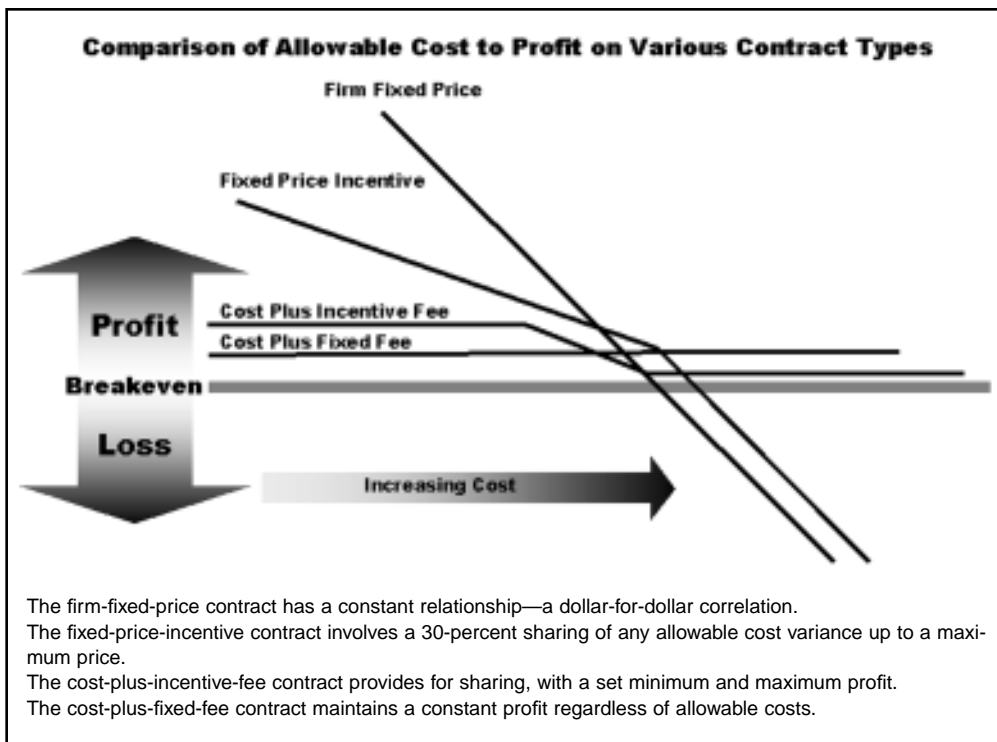 Comparison of Allowable Cost to Profit on Various Contract Types
Firm Fixed Price
Fixed Price Incentive
Cost Plus Incentive Fee
Profit
Cost Plus Fixed Fee
Breakeven
Loss
Increasing Cost
The firm-fixed-price contract has a constant relationship—a dollar-for-dollar correlation.
The fixed-price-incentive contract involves a 30-percent sharing of any allowable cost variance up to a maxi-
mum price.
The cost-plus-incentive-fee contract provides for sharing, with a set minimum and maximum profit.
The cost-plus-fixed-fee contract maintains a constant profit regardless of allowable costs.